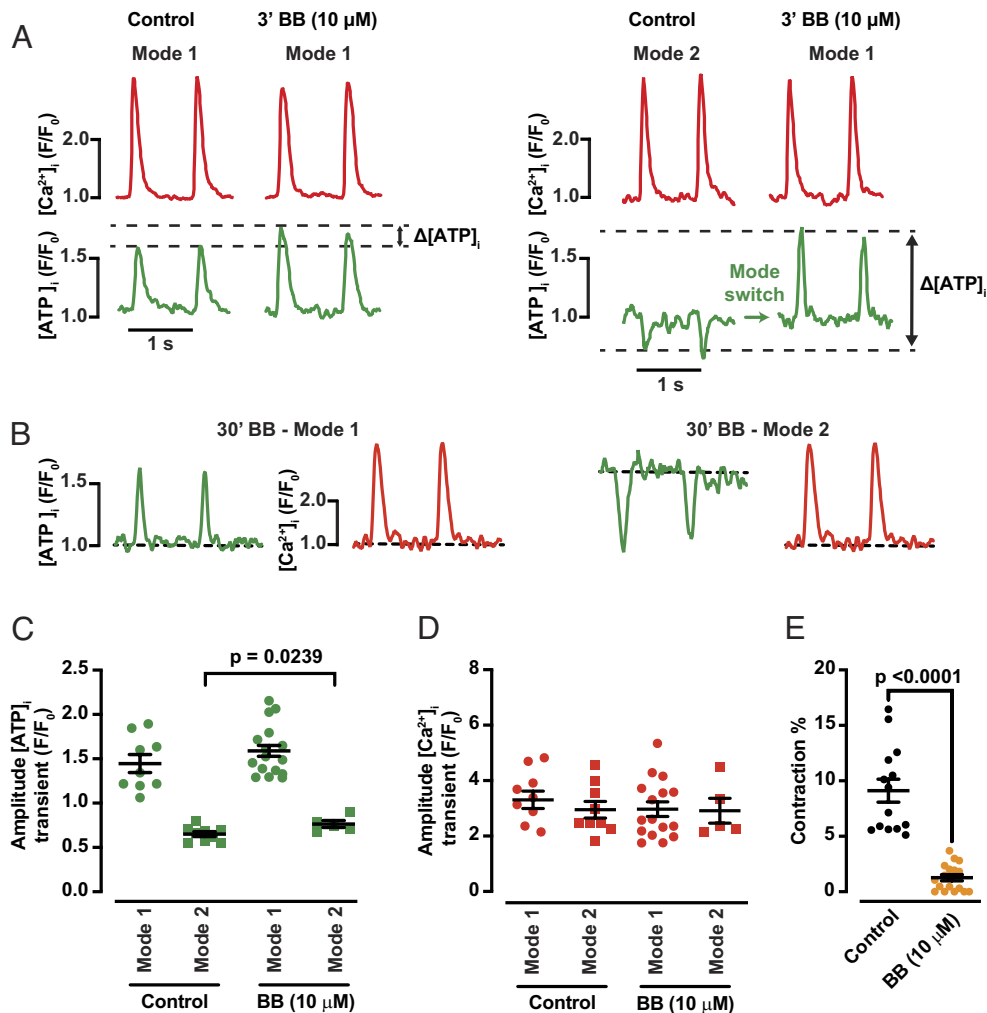 A
Control
3' BB (10 µM)
Mode 1
Mode 1
[Ca²⁺]ᵢ (F/F₀)
2.0
1.0
[ATP]ᵢ (F/F₀)
1.5
1.0
Δ[ATP]ᵢ
1 s
Control
3' BB (10 µM)
Mode 2
Mode 1
[Ca²⁺]ᵢ (F/F₀)
2.0
1.0
[ATP]ᵢ (F/F₀)
1.5
1.0
Mode
switch
Δ[ATP]ᵢ
1 s
B
30' BB - Mode 1
30' BB - Mode 2
[ATP]ᵢ (F/F₀)
1.5
1.0
[Ca²⁺]ᵢ (F/F₀)
2.0
1.0
C
p = 0.0239
Amplitude [ATP]ᵢ
transient (F/F₀)
2.5
2.0
1.5
1.0
0.5
0.0
Mode 1
Mode 2
Mode 1
Mode 2
Control
BB (10 µM)
D
Amplitude [Ca²⁺]ᵢ
transient (F/F₀)
8
6
4
2
0
Mode 1
Mode 2
Mode 1
Mode 2
Control
BB (10 µM)
E
p <0.0001
Contraction %
20
15
10
5
0
Control
BB (10 µM)